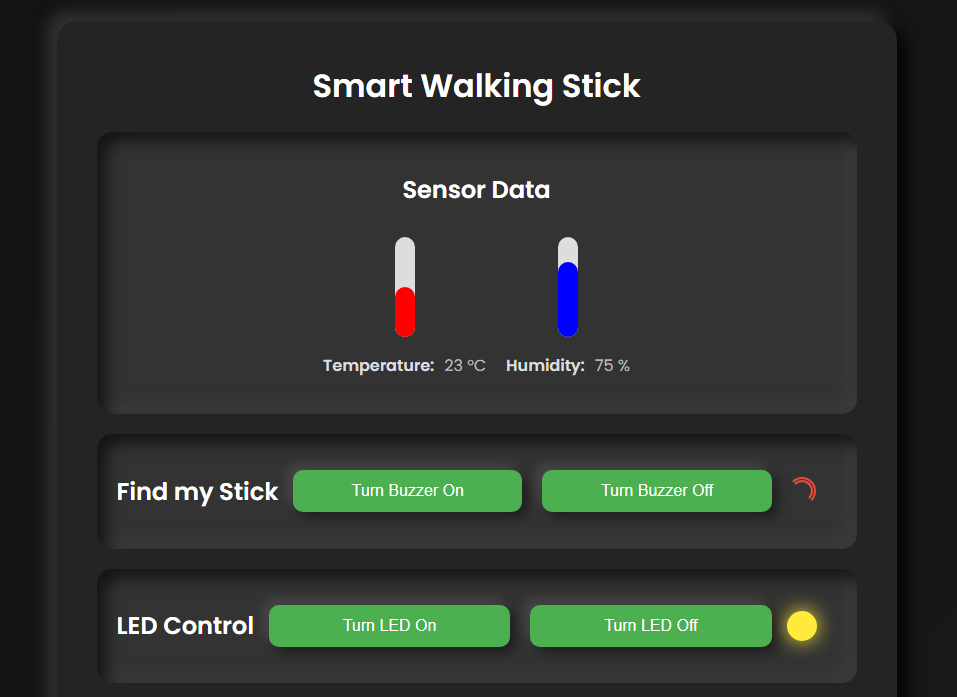 Smart Walking Stick
Sensor Data
Temperature: 23 °C Humidity: 75 %
Find my Stick Turn Buzzer On Turn Buzzer Off
LED Control Turn LED On Turn LED Off